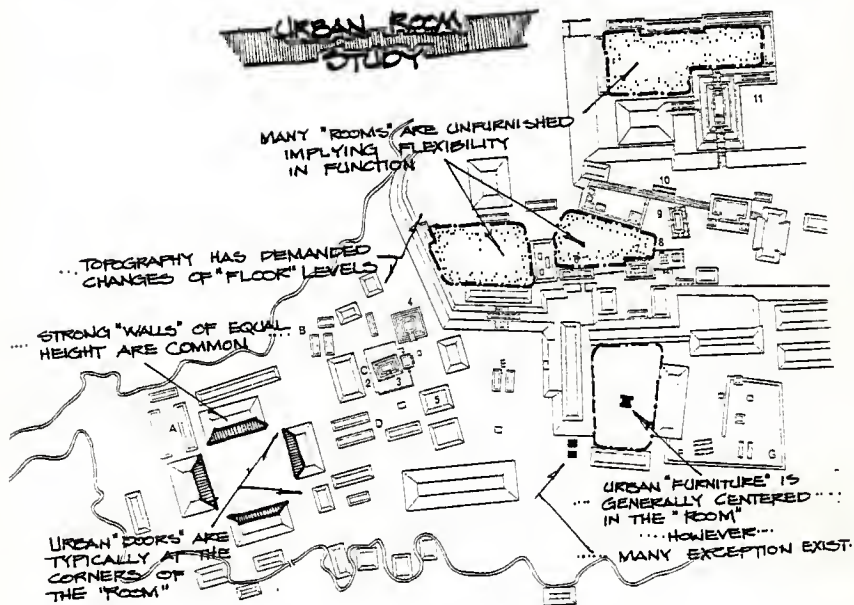 URBAN ROOM
STUDY
MANY "ROOMS" ARE UNFURNISHED
IMPLYING FLEXIBILITY
IN FUNCTION
TOPOGRAPHY HAS DEMANDED
CHANGES OF "FLOOR" LEVELS
STRONG "WALLS" OF EQUAL
HEIGHT ARE COMMON
URBAN "DOORS" ARE
TYPICALLY AT THE
CORNERS OF
THE "ROOM"
URBAN "FURNITURE" IS
GENERALLY CENTERED
IN THE "ROOM"
HOWEVER
MANY EXCEPTION EXIST.
11
10
9
8
4
B
C
2
3
5
E
A
D
F
G